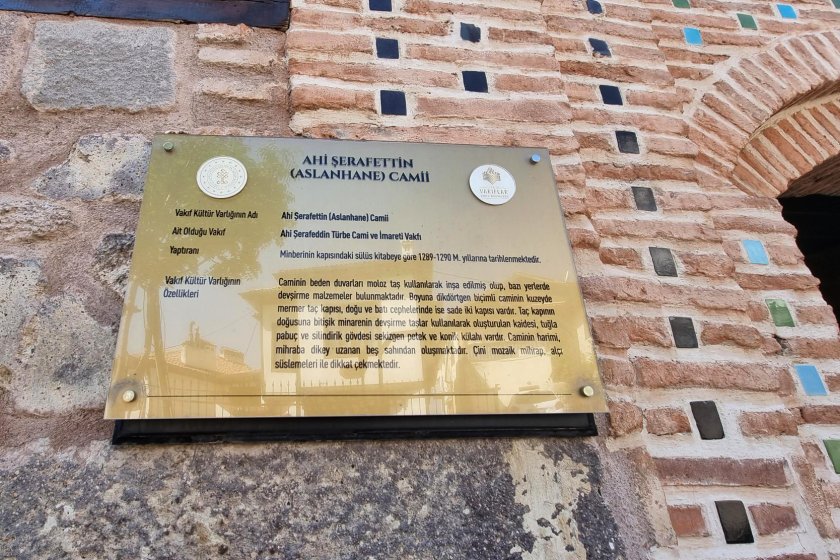 AHİ ŞERAFETTİN
(ASLANHANE) CAMİİ
VAKIFLAR
Vakıf Kültür Varlığının Adı Ahi Şerafettin (Aslanhane) Camii
Ait Olduğu Vakıf Ahi Şerafeddin Türbe Cami ve İmareti Vakfı
Yaptıranı Minberinin kapısındaki sülüs kitabeye göre 1289-1290 M. yıllarına tarihlenmektedir.
Vakıf Kültür Varlığının
Özellikleri
Caminin beden duvarları moloz taş kullanılarak inşa edilmiş olup, bazı yerlerde
devşirme malzemeler bulunmaktadır. Boyuna dikdörtgen biçimli caminin kuzeyde
mermer taç kapısı, doğu ve batı cephelerinde ise sade iki kapısı vardır. Taç kapının
doğusuna bitişik minarenin devşirme taşlar kullanılarak oluşturulan kaidesi, tuğla
pabuç ve silindirik gövdesi sekizgen petek ve konik külahı vardır. Caminin harimi,
mihraba dikey uzanan beş sahından oluşmaktadır. Çini mozaik mihrap, alçı
süslemeleri ile dikkat çekmektedir.